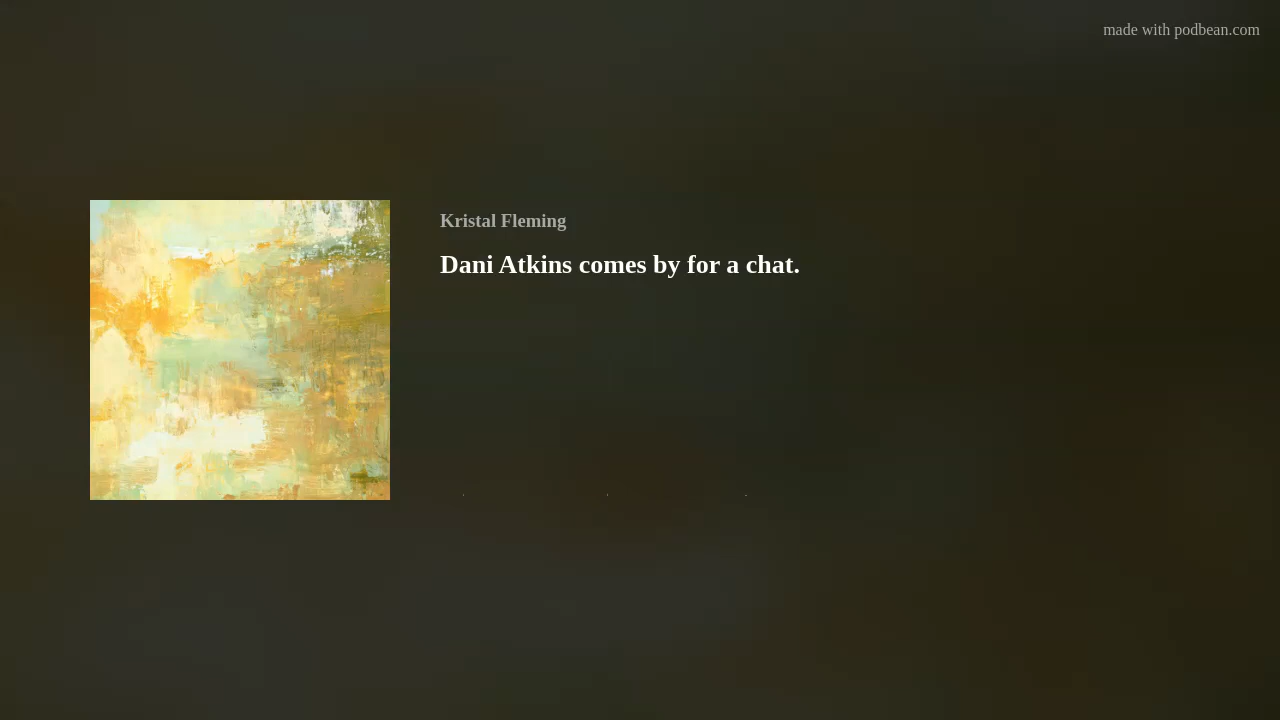 made with podbean.com
Kristal Fleming
Dani Atkins comes by for a chat.